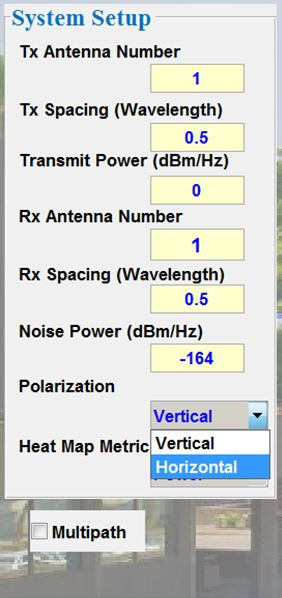 System Setup
Tx Antenna Number
1
Tx Spacing (Wavelength)
0.5
Transmit Power (dBm/Hz)
0
Rx Antenna Number
1
Rx Spacing (Wavelength)
0.5
Noise Power (dBm/Hz)
-164
Polarization
Vertical
Vertical
Heat Map Metric
Horizontal
Multipath